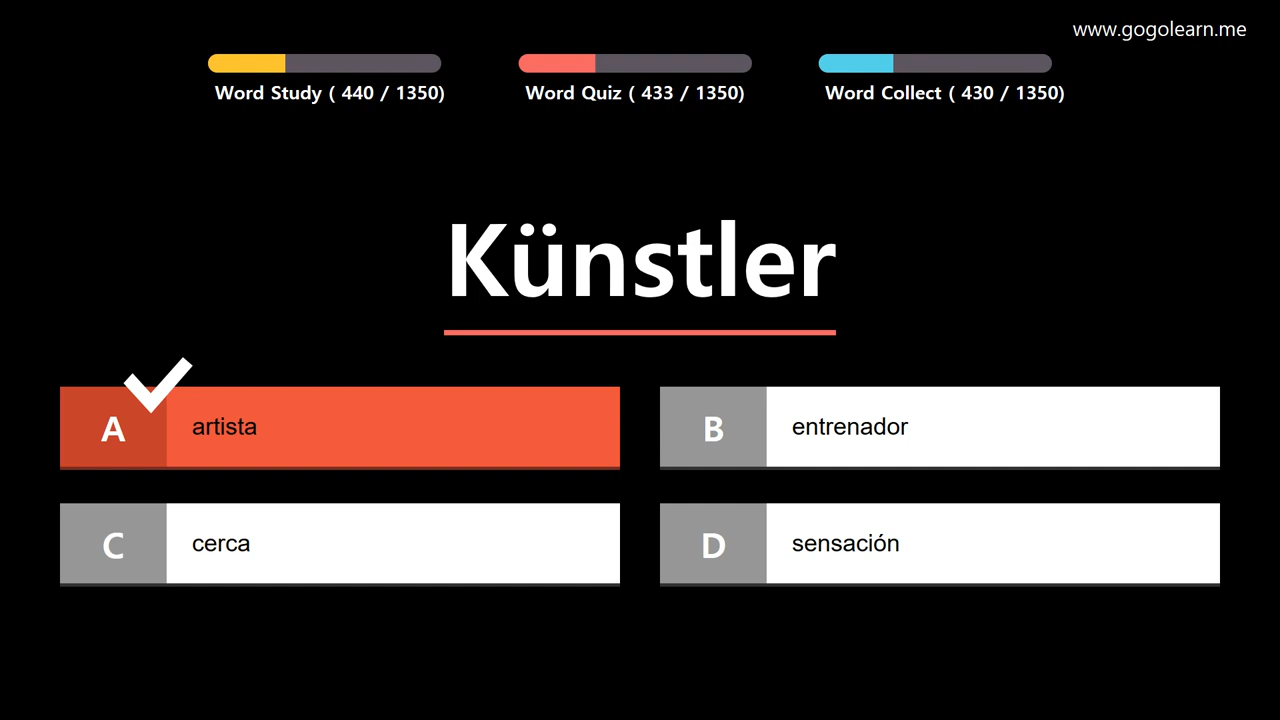 www.gogolearn.me
Word Study ( 440 / 1350)
Word Quiz ( 433 / 1350)
Word Collect ( 430 / 1350)
Künstler
A
artista
B
entrenador
C
cerca
D
sensación